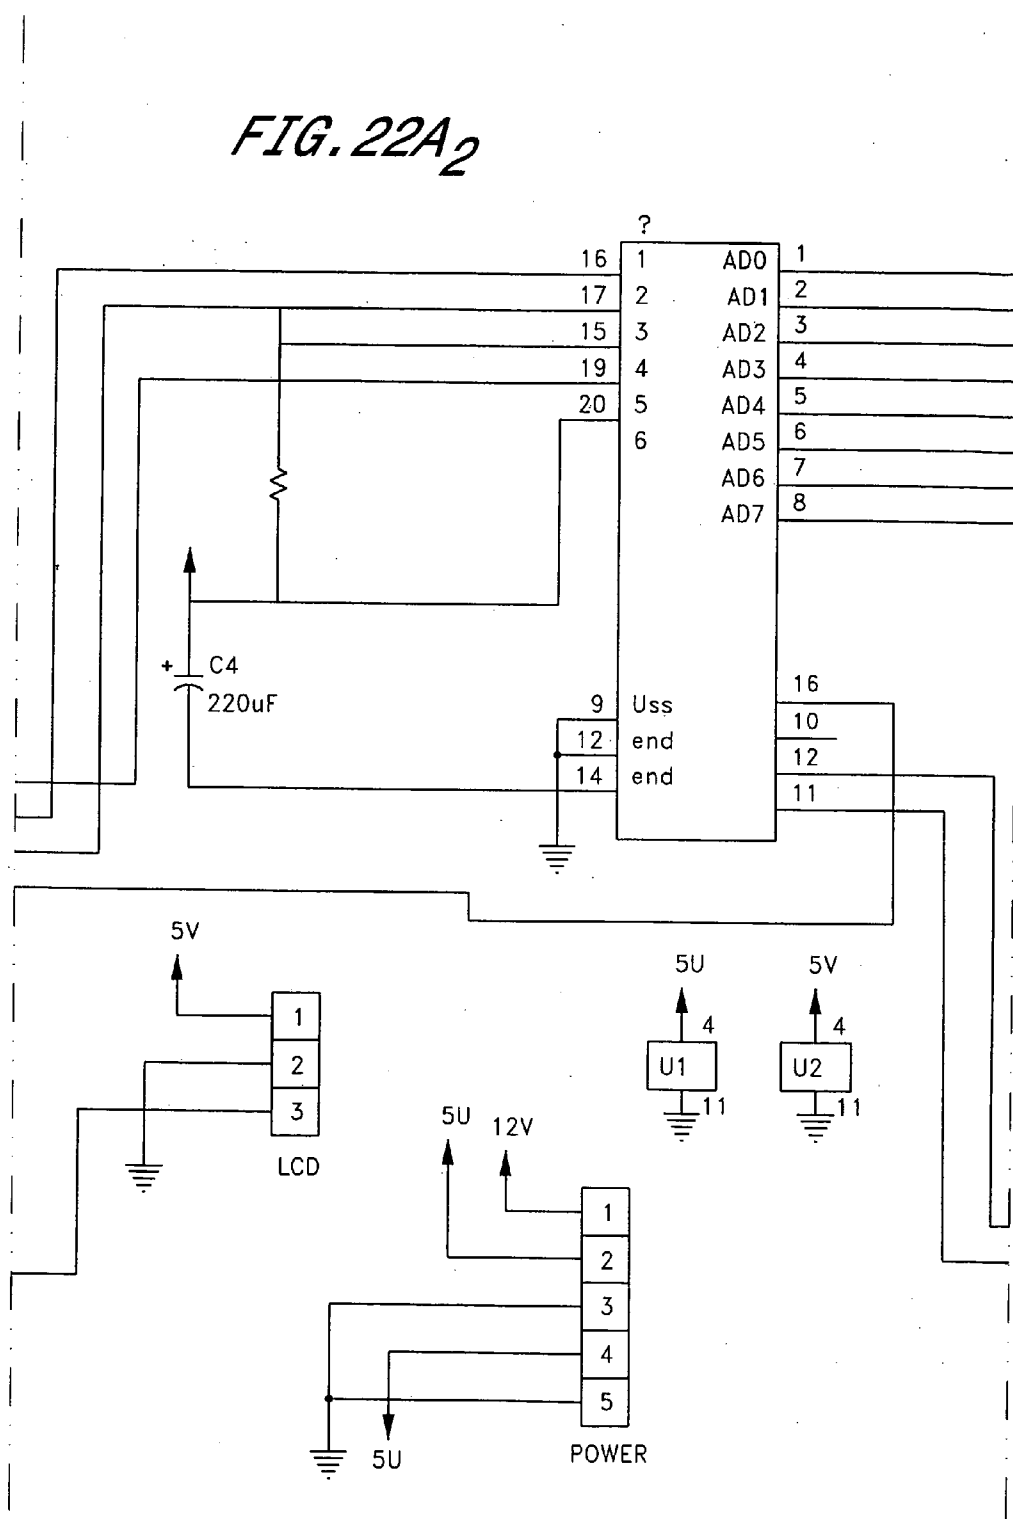 FIG. 22A2
?
16 1 AD0 1
17 2 AD1 2
15 3 AD2 3
19 4 AD3 4
20 5 AD4 5
6 AD5 6
AD6 7
AD7 8
+ C4
220uF
16
9 Uss
10
12 end
12
14 end
11
5V
1
2
3
LCD
5U
4
U1
11
5V
4
U2
11
5U
12V
1
2
3
4
5
5U
POWER